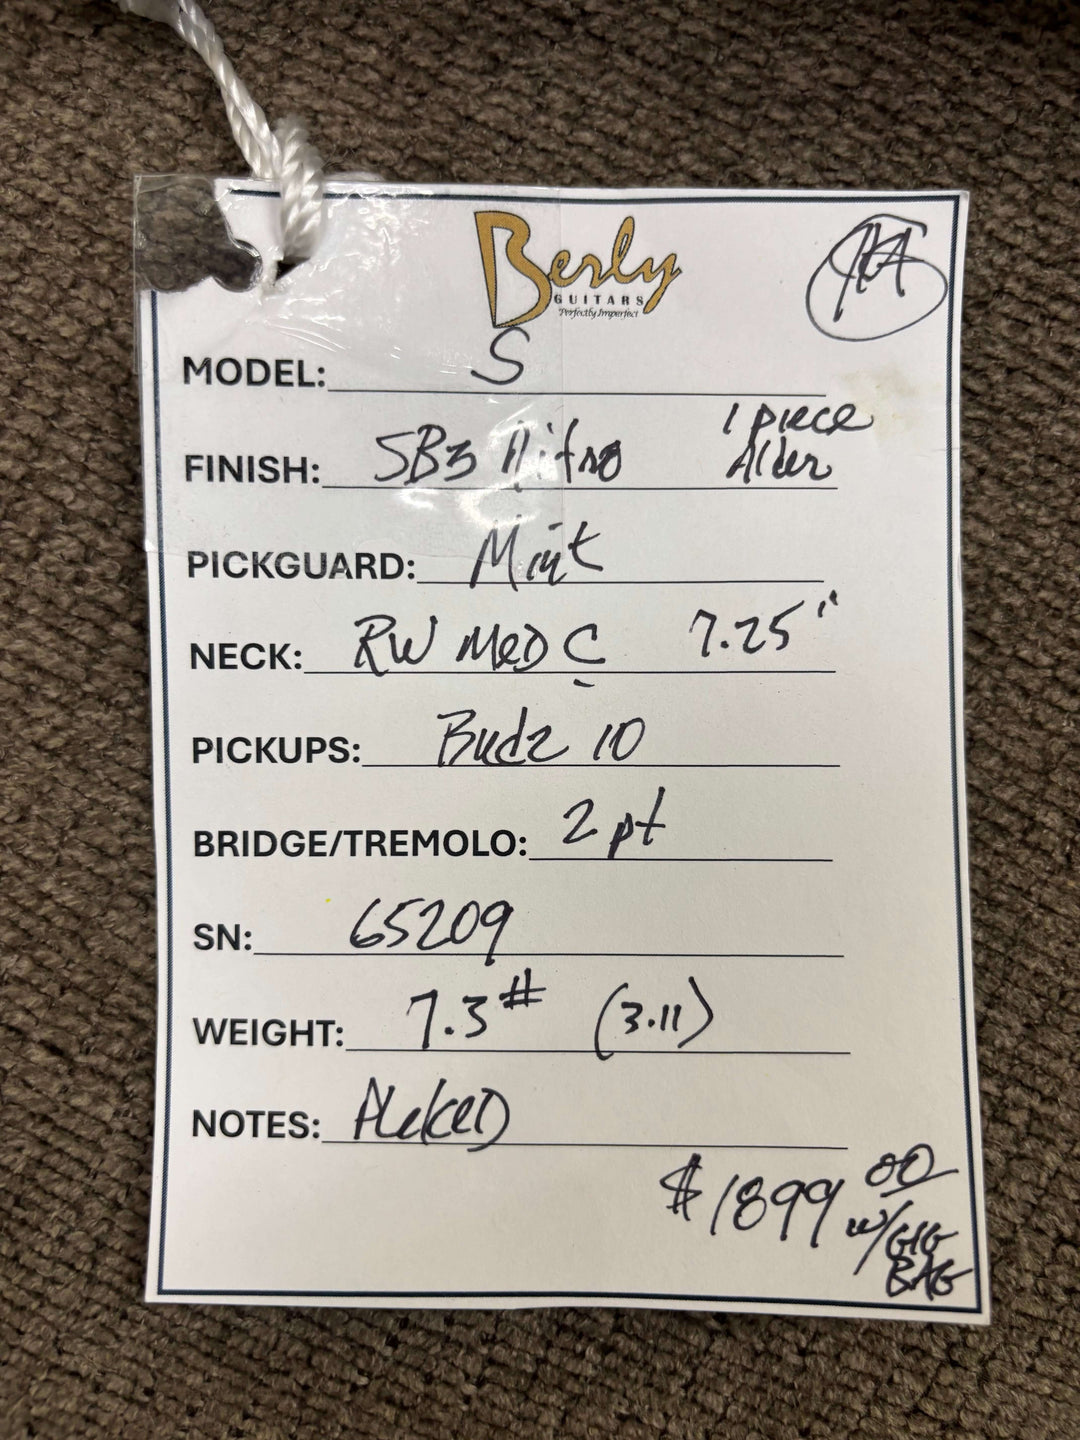 Berly
GUITARS
"Perfectly Imperfect"
MODEL: S
FINISH: SB3 Nitro 1 piece Alder
PICKGUARD: Mint
NECK: RW MED C 7.25"
PICKUPS: Budz 10
BRIDGE/TREMOLO: 2 pt
SN: 65209
WEIGHT: 7.3# (3.11)
NOTES: PLeKeD
$1899 00
w/GIG
BAG